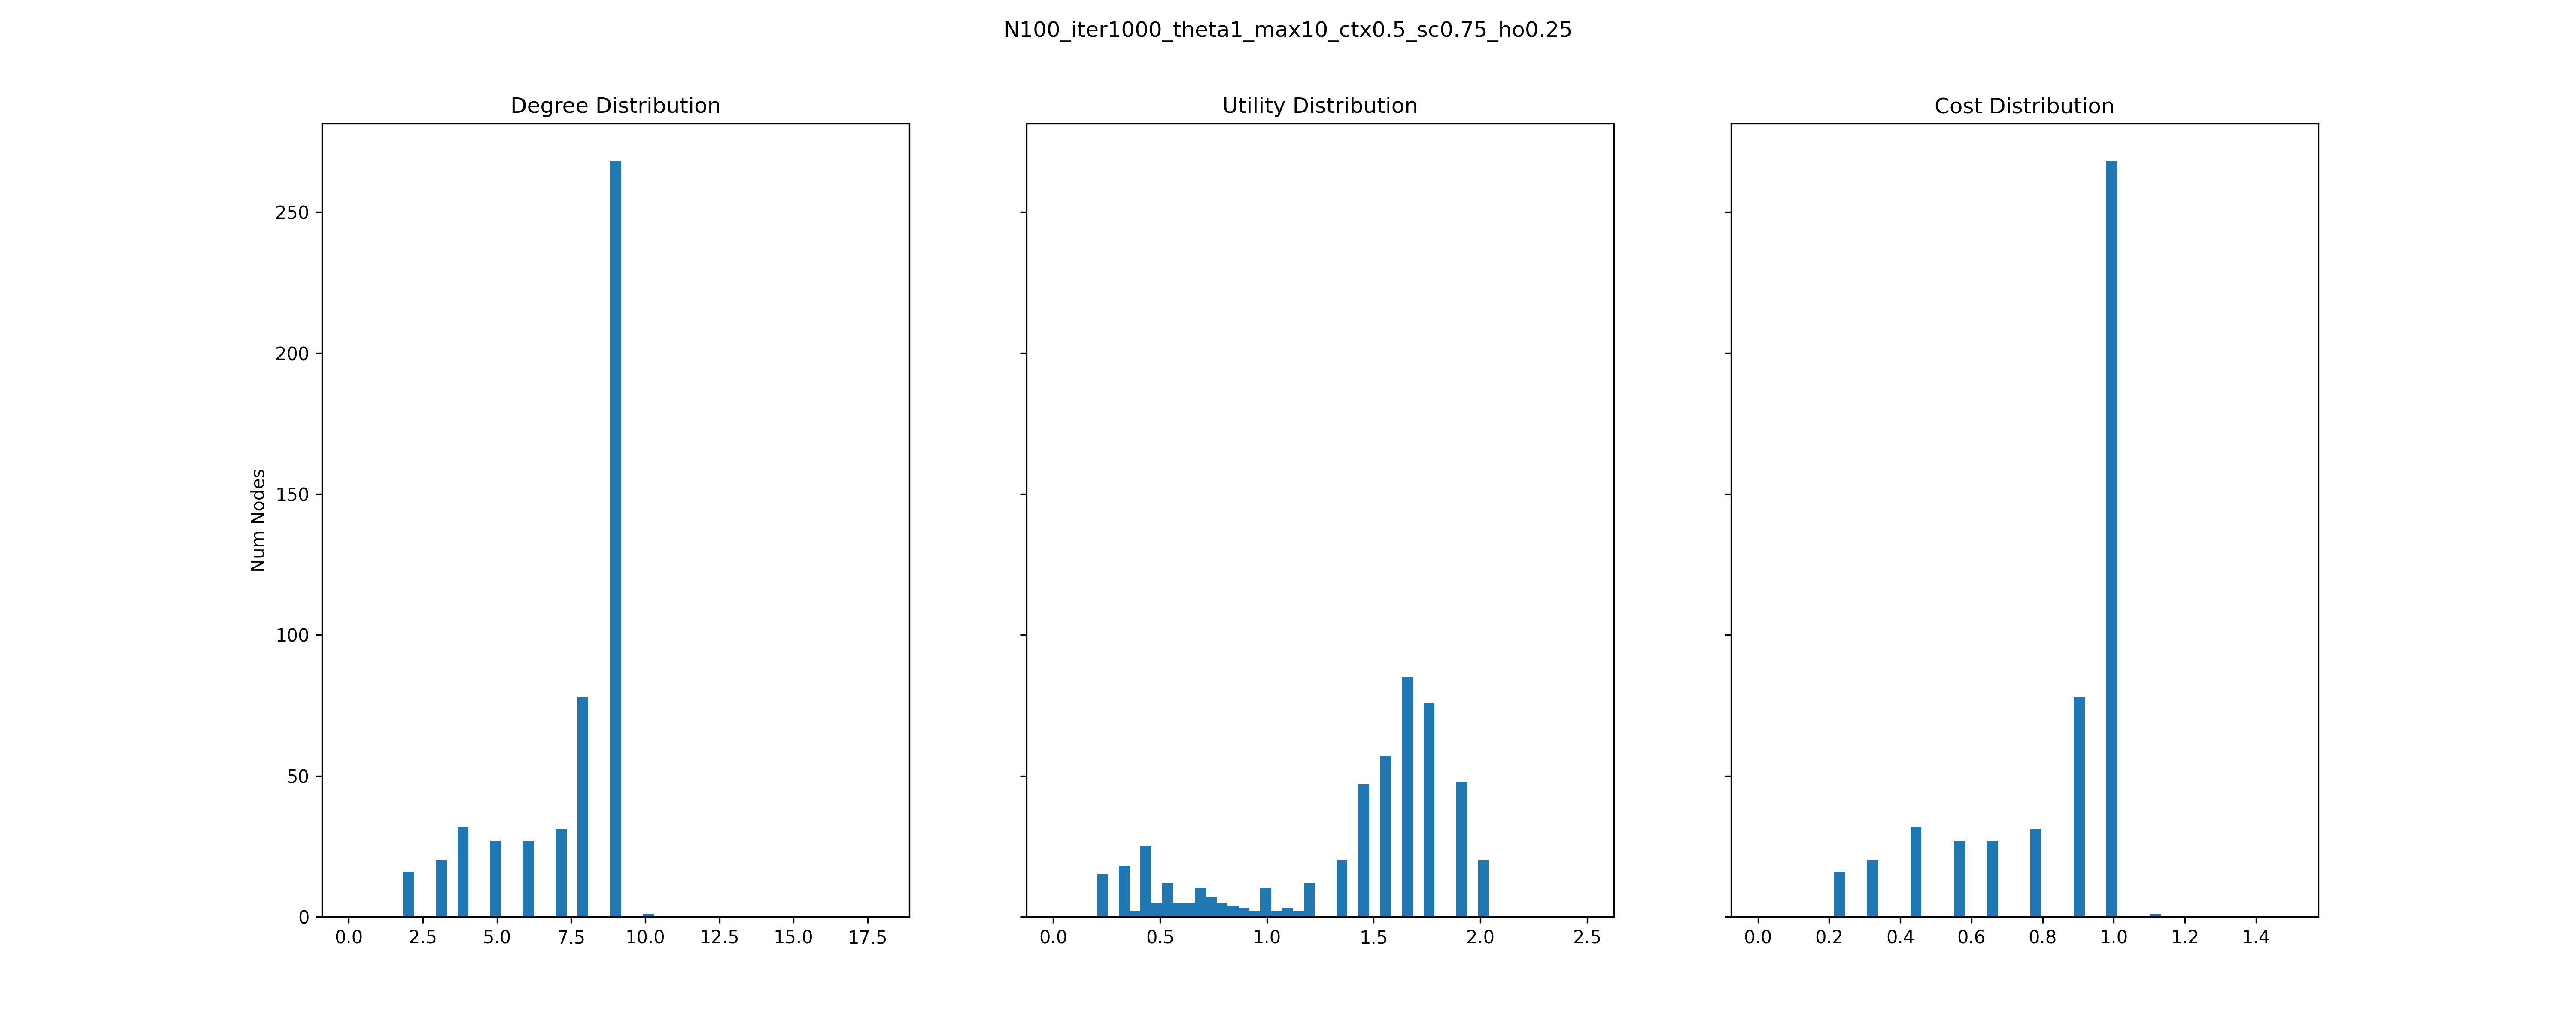 N100_iter1000_theta1_max10_ctx0.5_sc0.75_ho0.25
Degree Distribution
Num Nodes
250
200
150
100
50
0
0.0 2.5 5.0 7.5 10.0 12.5 15.0 17.5
Utility Distribution
0.0 0.5 1.0 1.5 2.0 2.5
Cost Distribution
0.0 0.2 0.4 0.6 0.8 1.0 1.2 1.4